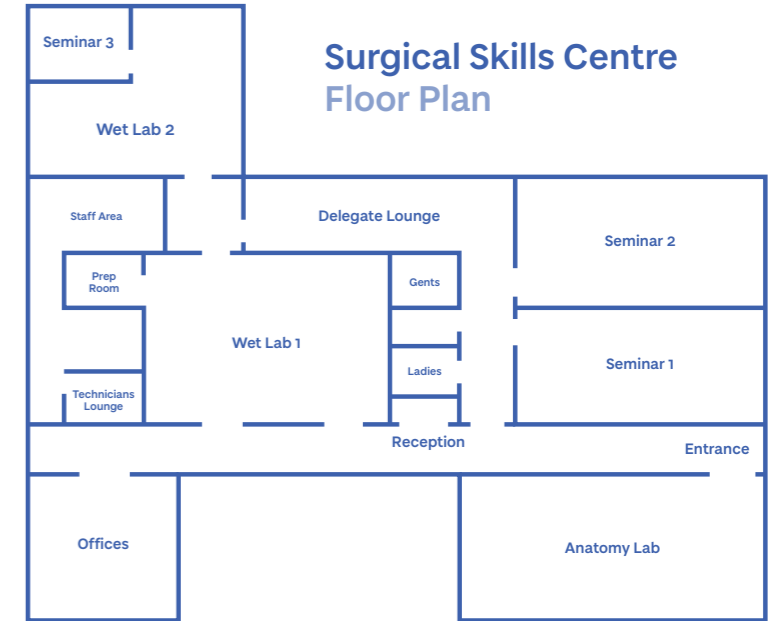 Surgical Skills Centre
Floor Plan
Seminar 3
Wet Lab 2
Staff Area
Delegate Lounge
Seminar 2
Prep
Room
Gents
Wet Lab 1
Seminar 1
Ladies
Technicians
Lounge
Reception
Entrance
Offices
Anatomy Lab